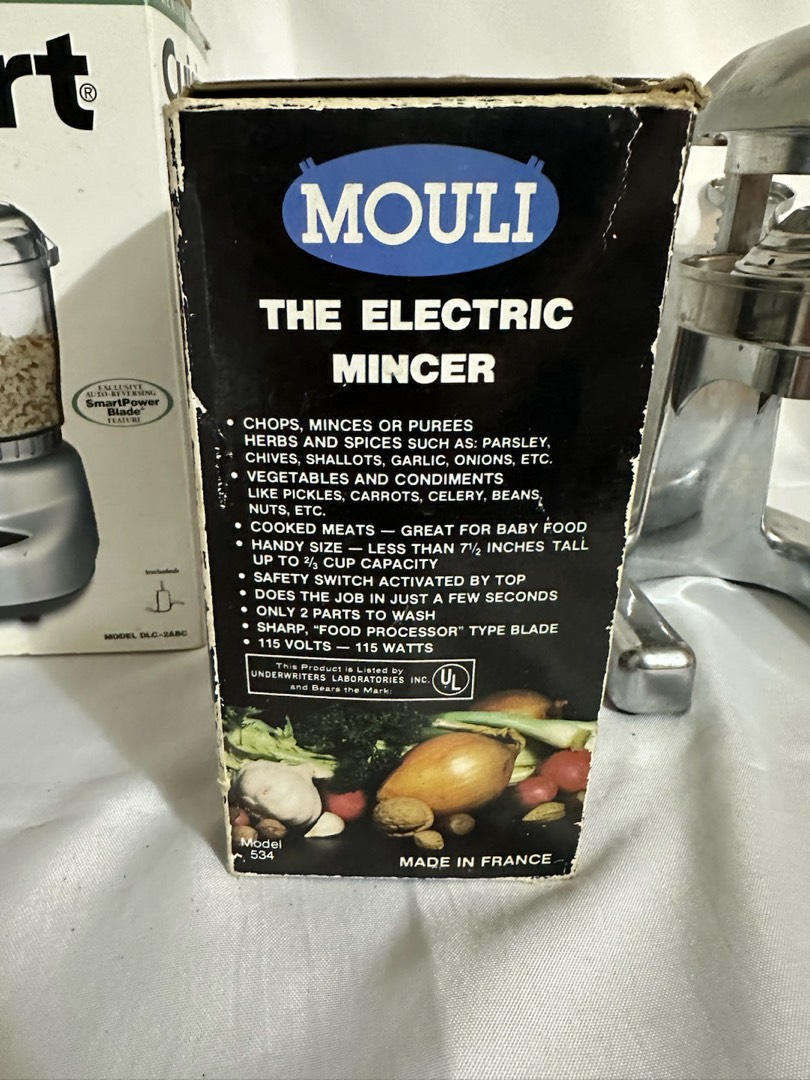 rt®
EXCLUSIVE
AUTO-REVERSING
SmartPower
Blade
FEATURE
MODEL DLC-2ABC
MOULI
THE ELECTRIC
MINCER
• CHOPS, MINCES OR PUREES
HERBS AND SPICES SUCH AS: PARSLEY,
CHIVES, SHALLOTS, GARLIC, ONIONS, ETC.
• VEGETABLES AND CONDIMENTS
LIKE PICKLES, CARROTS, CELERY, BEANS,
NUTS, ETC.
• COOKED MEATS — GREAT FOR BABY FOOD
• HANDY SIZE — LESS THAN 7½ INCHES TALL
UP TO ⅔ CUP CAPACITY
• SAFETY SWITCH ACTIVATED BY TOP
• DOES THE JOB IN JUST A FEW SECONDS
• ONLY 2 PARTS TO WASH
• SHARP, “FOOD PROCESSOR” TYPE BLADE
• 115 VOLTS — 115 WATTS
This Product is Listed by
UNDERWRITERS LABORATORIES INC.
and Bears the Mark:
UL
Model
534
MADE IN FRANCE